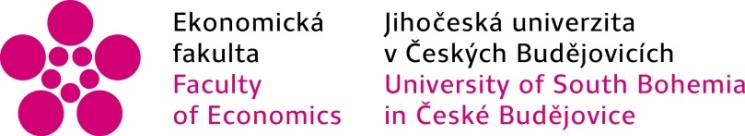 Ekonomická
fakulta
Faculty
of Economics
Jihočeská univerzita
v Českých Budějovicích
University of South Bohemia
in České Budějovice